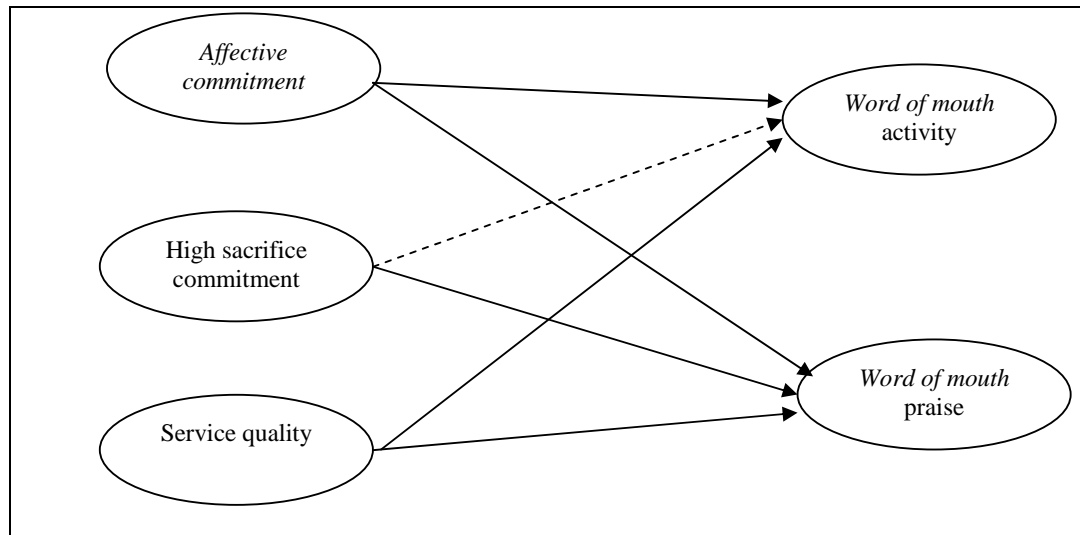 Affective
commitment
Word of mouth
activity
High sacrifice
commitment
Word of mouth
praise
Service quality